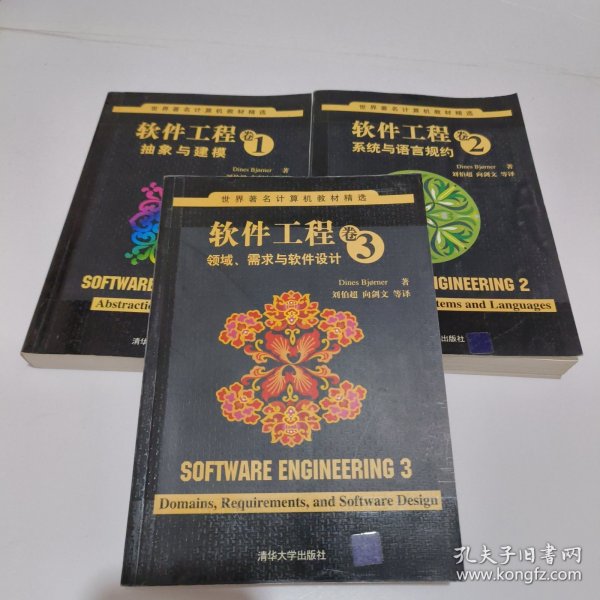 世界著名计算机教材精选
软件工程 卷1
抽象与建模
Dines Bjørner 著
SOFTWARE
Abstraction
清华
世界著名计算机教材精选
软件工程 卷2
系统与语言规约
Dines Bjørner 著
刘伯超 向剑文 等译
ENGINEERING 2
tems and Languages
出版社
世界著名计算机教材精选
软件工程 卷3
领域、需求与软件设计
Dines Bjørner 著
刘伯超 向剑文 等译
SOFTWARE ENGINEERING 3
Domains, Requirements, and Software Design
清华大学出版社
孔夫子旧书网
www.kongfz.com